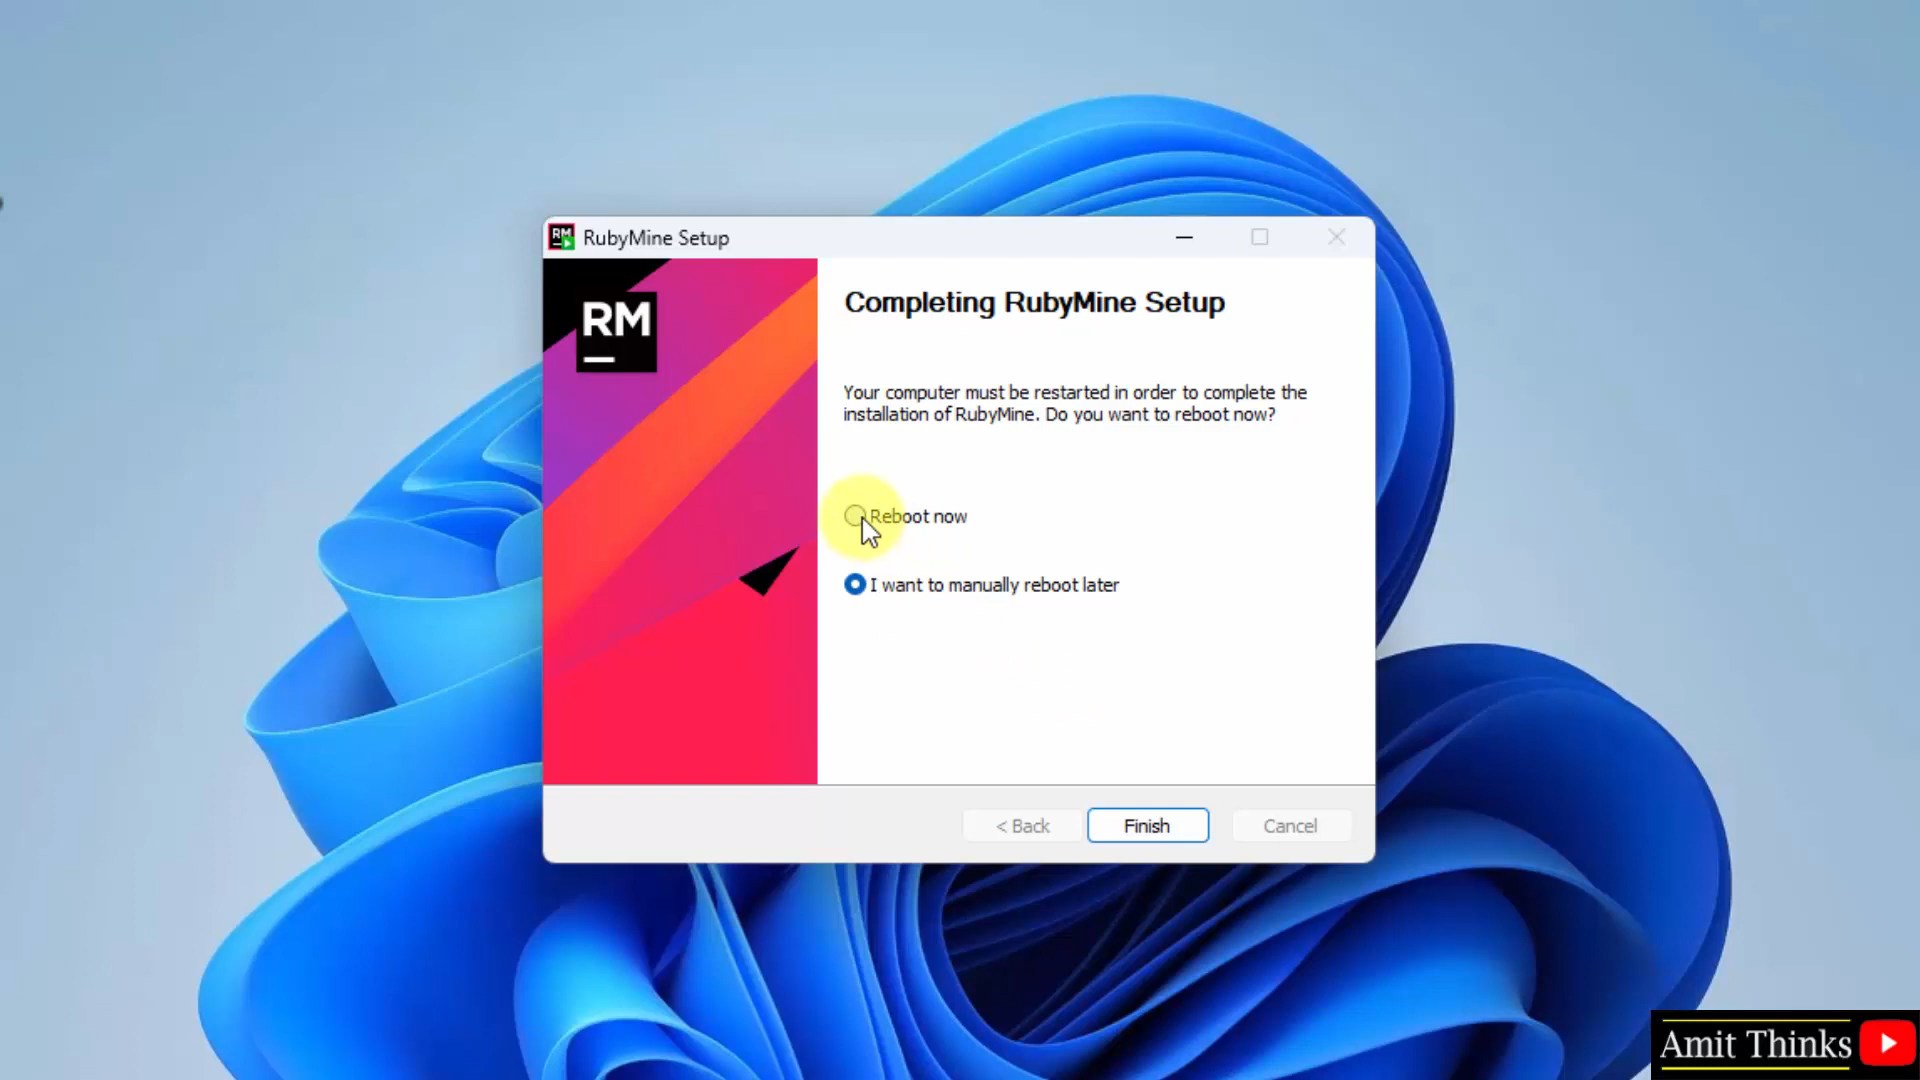 RM
RubyMine Setup
RM
Completing RubyMine Setup
Your computer must be restarted in order to complete the
installation of RubyMine. Do you want to reboot now?
Reboot now
I want to manually reboot later
< Back
Finish
Cancel
Amit Thinks